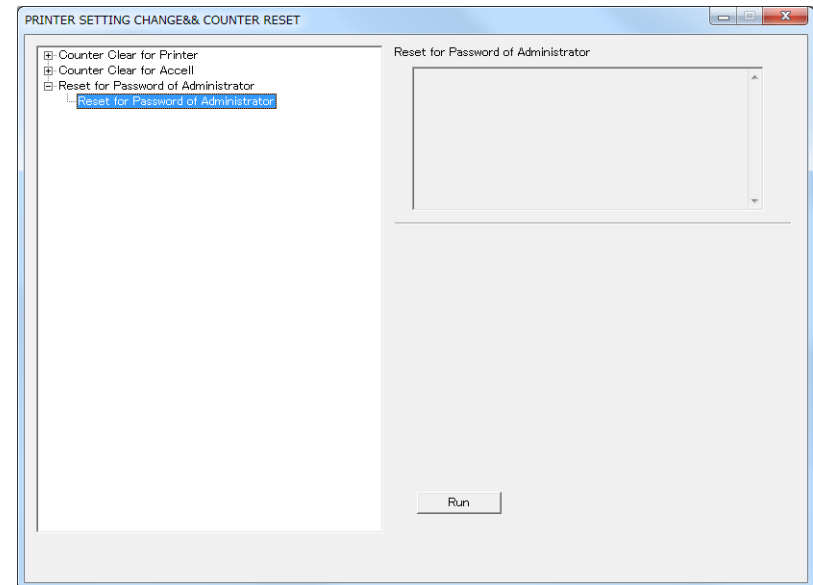 PRINTER SETTING CHANGE&& COUNTER RESET
Counter Clear for Printer
Counter Clear for Accell
Reset for Password of Administrator
Reset for Password of Administrator
Reset for Password of Administrator
Run